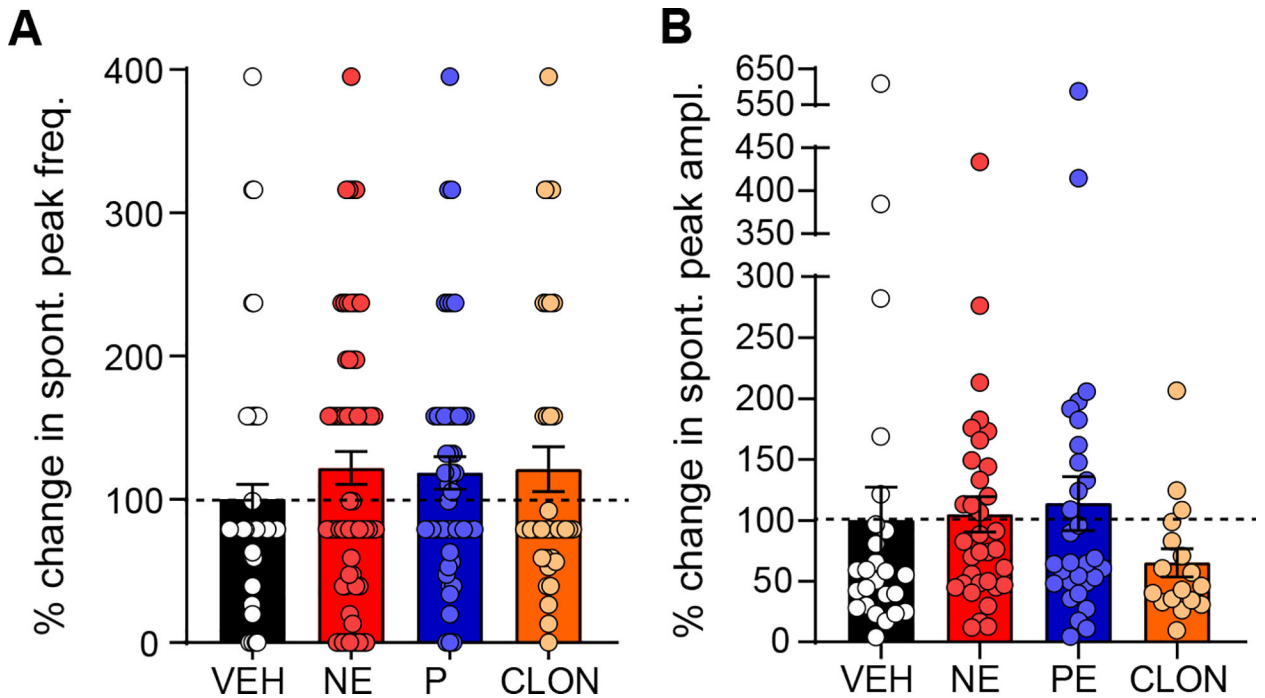 A
% change in spont. peak freq.
400
300
200
100
0
VEH NE P CLON
B
% change in spont. peak ampl.
650
550
450
400
350
300
250
200
150
100
50
0
VEH NE PE CLON